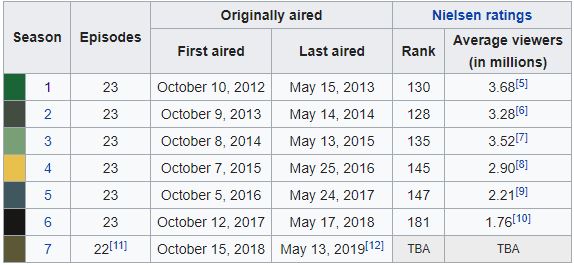 Season Episodes Originally aired Nielsen ratings
First aired Last aired Rank Average viewers
(in millions)
1 23 October 10, 2012 May 15, 2013 130 3.68[5]
2 23 October 9, 2013 May 14, 2014 128 3.28[6]
3 23 October 8, 2014 May 13, 2015 135 3.52[7]
4 23 October 7, 2015 May 25, 2016 145 2.90[8]
5 23 October 5, 2016 May 24, 2017 147 2.21[9]
6 23 October 12, 2017 May 17, 2018 181 1.76[10]
7 22[11] October 15, 2018 May 13, 2019[12] TBA TBA